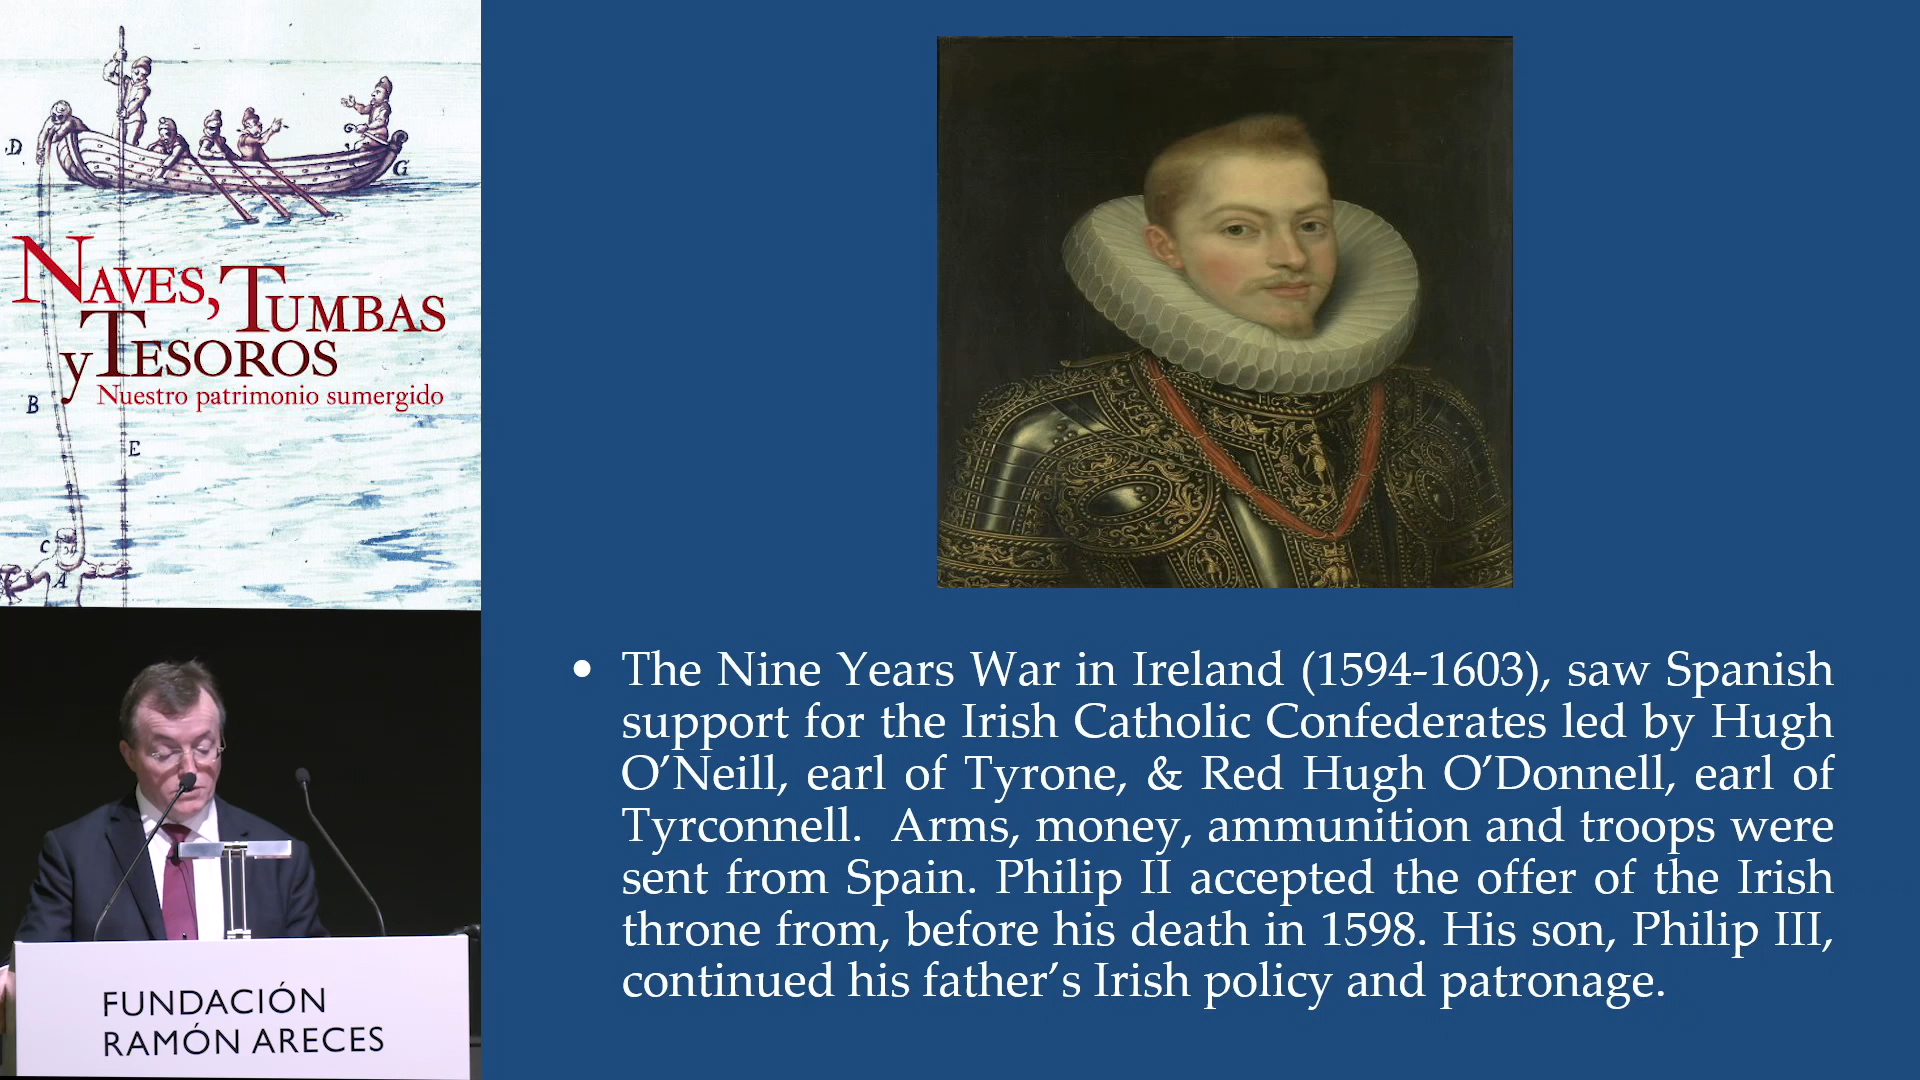 D
G
NAVES, TUMBAS
y TESOROS
Nuestro patrimonio sumergido
B
E
C
A
FUNDACIÓN
RAMÓN ARECES
• The Nine Years War in Ireland (1594-1603), saw Spanish
support for the Irish Catholic Confederates led by Hugh
O’Neill, earl of Tyrone, & Red Hugh O’Donnell, earl of
Tyrconnell.  Arms, money, ammunition and troops were
sent from Spain. Philip II accepted the offer of the Irish
throne from, before his death in 1598. His son, Philip III,
continued his father’s Irish policy and patronage.